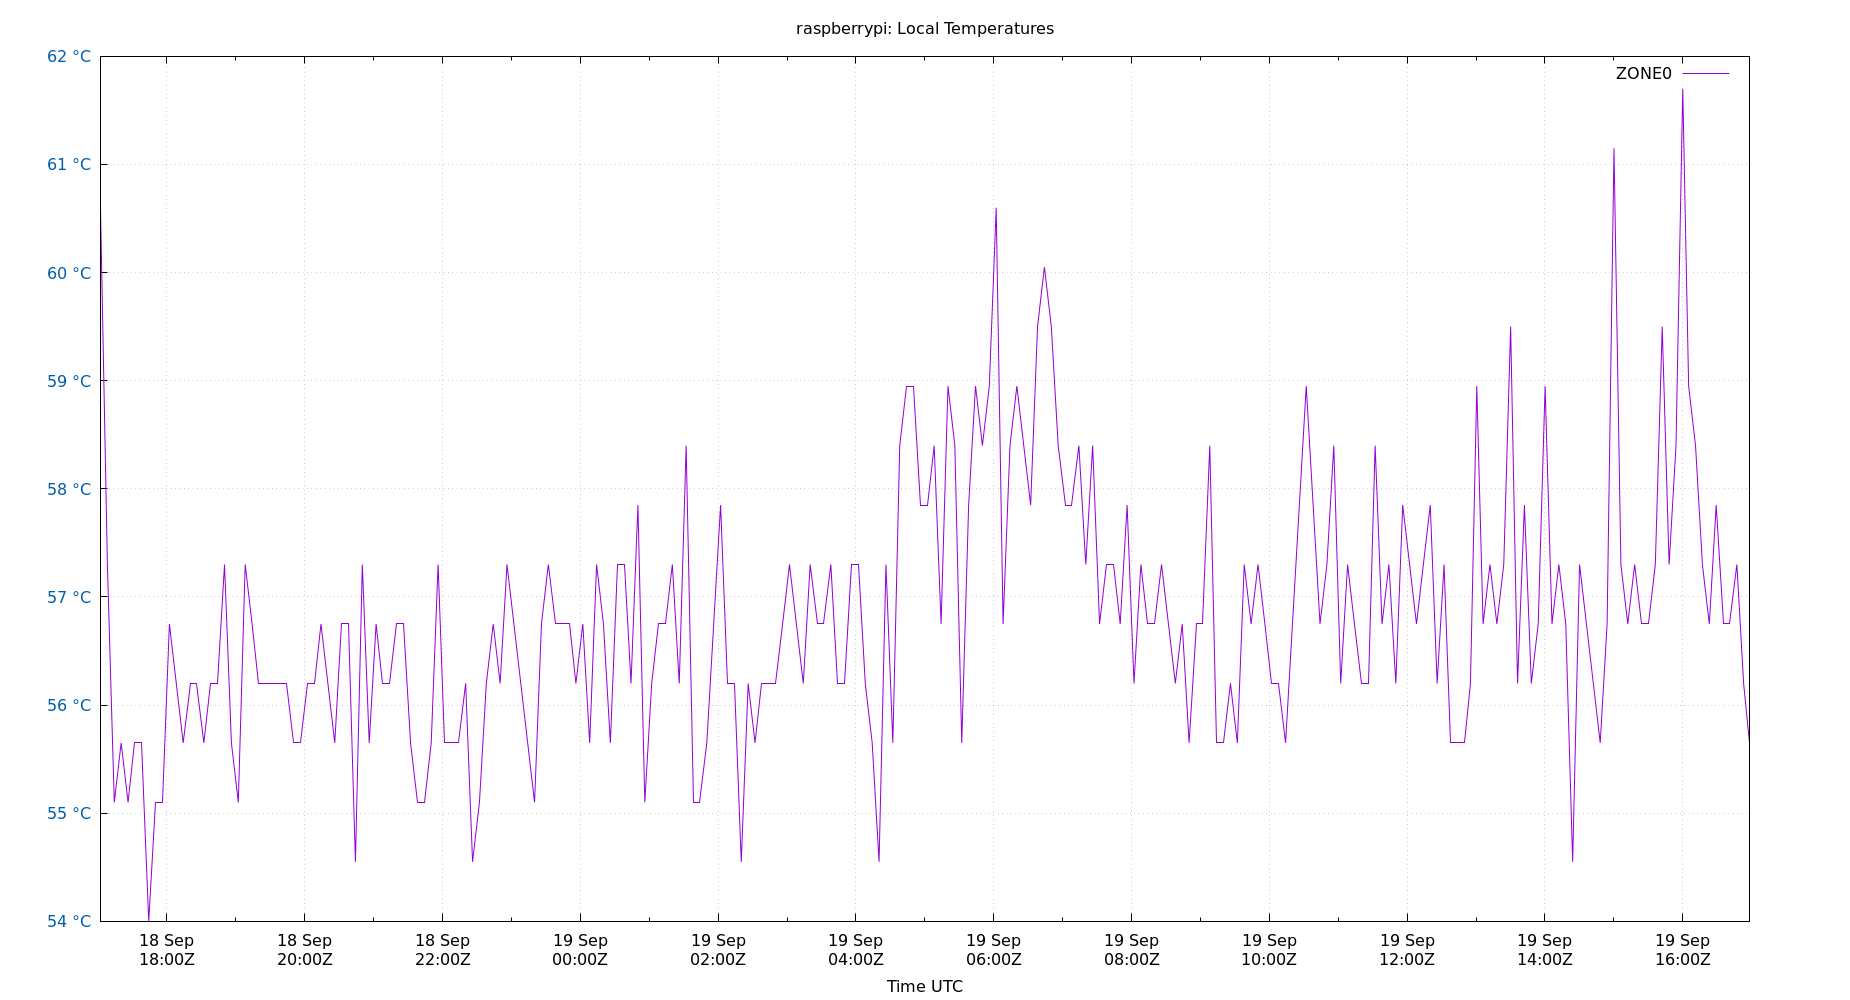 raspberrypi: Local Temperatures
62 °C
ZONE0
61 °C
60 °C
59 °C
58 °C
57 °C
56 °C
55 °C
54 °C
18 Sep 18 Sep 18 Sep 19 Sep 19 Sep 19 Sep 19 Sep 19 Sep 19 Sep 19 Sep 19 Sep 19 Sep
18:00Z 20:00Z 22:00Z 00:00Z 02:00Z 04:00Z 06:00Z 08:00Z 10:00Z 12:00Z 14:00Z 16:00Z
Time UTC